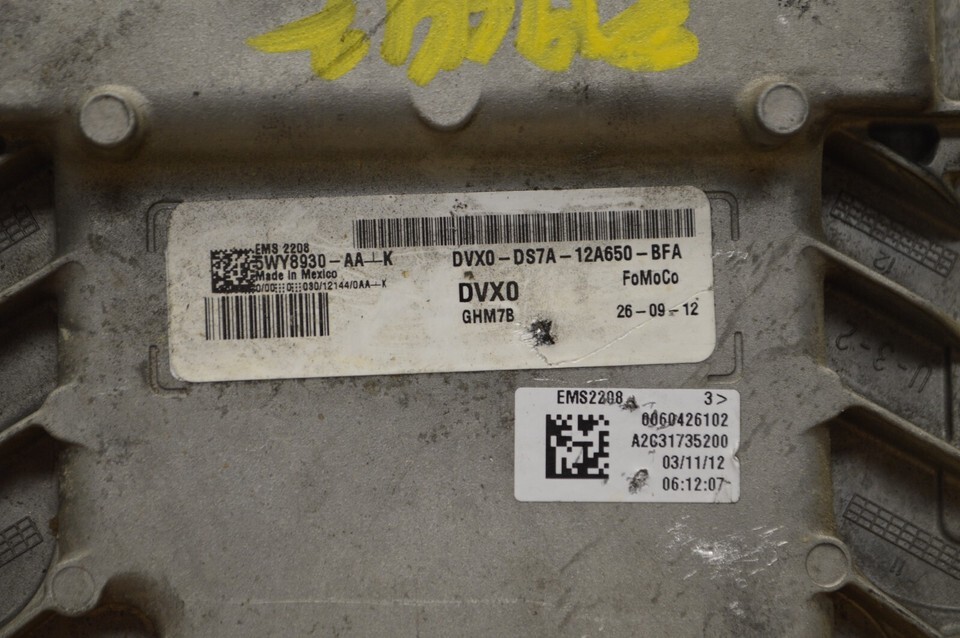 EMS 2208
5WY8930-AA-K
Made in Mexico
DVX0-DS7A-12A650-BFA
FoMoCo
DVX0
GHM7B
26-09-12
EMS2208 3>
0060426102
A2C31735200
03/11/12
06:12:07